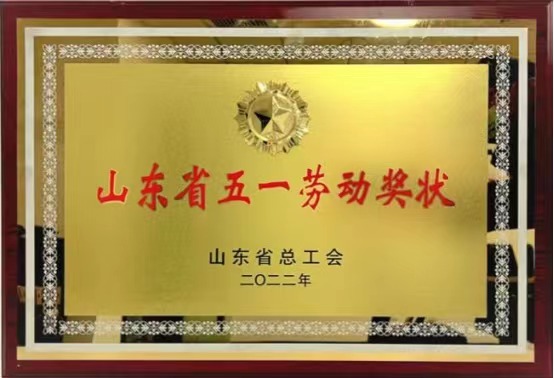 山东省五一劳动奖状
山东省总工会
二〇二二年